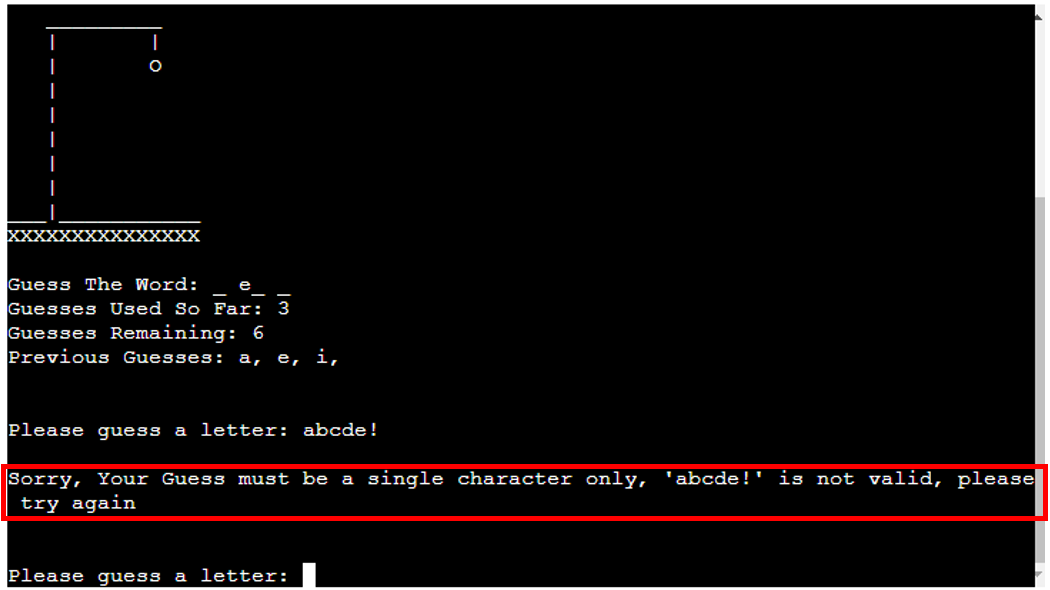 XXXXXXXXXXXXXXX
Guess The Word: _ e_ _
Guesses Used So Far: 3
Guesses Remaining: 6
Previous Guesses: a, e, i,
Please guess a letter: abcde!
Sorry, Your Guess must be a single character only, 'abcde!' is not valid, please
try again
Please guess a letter: